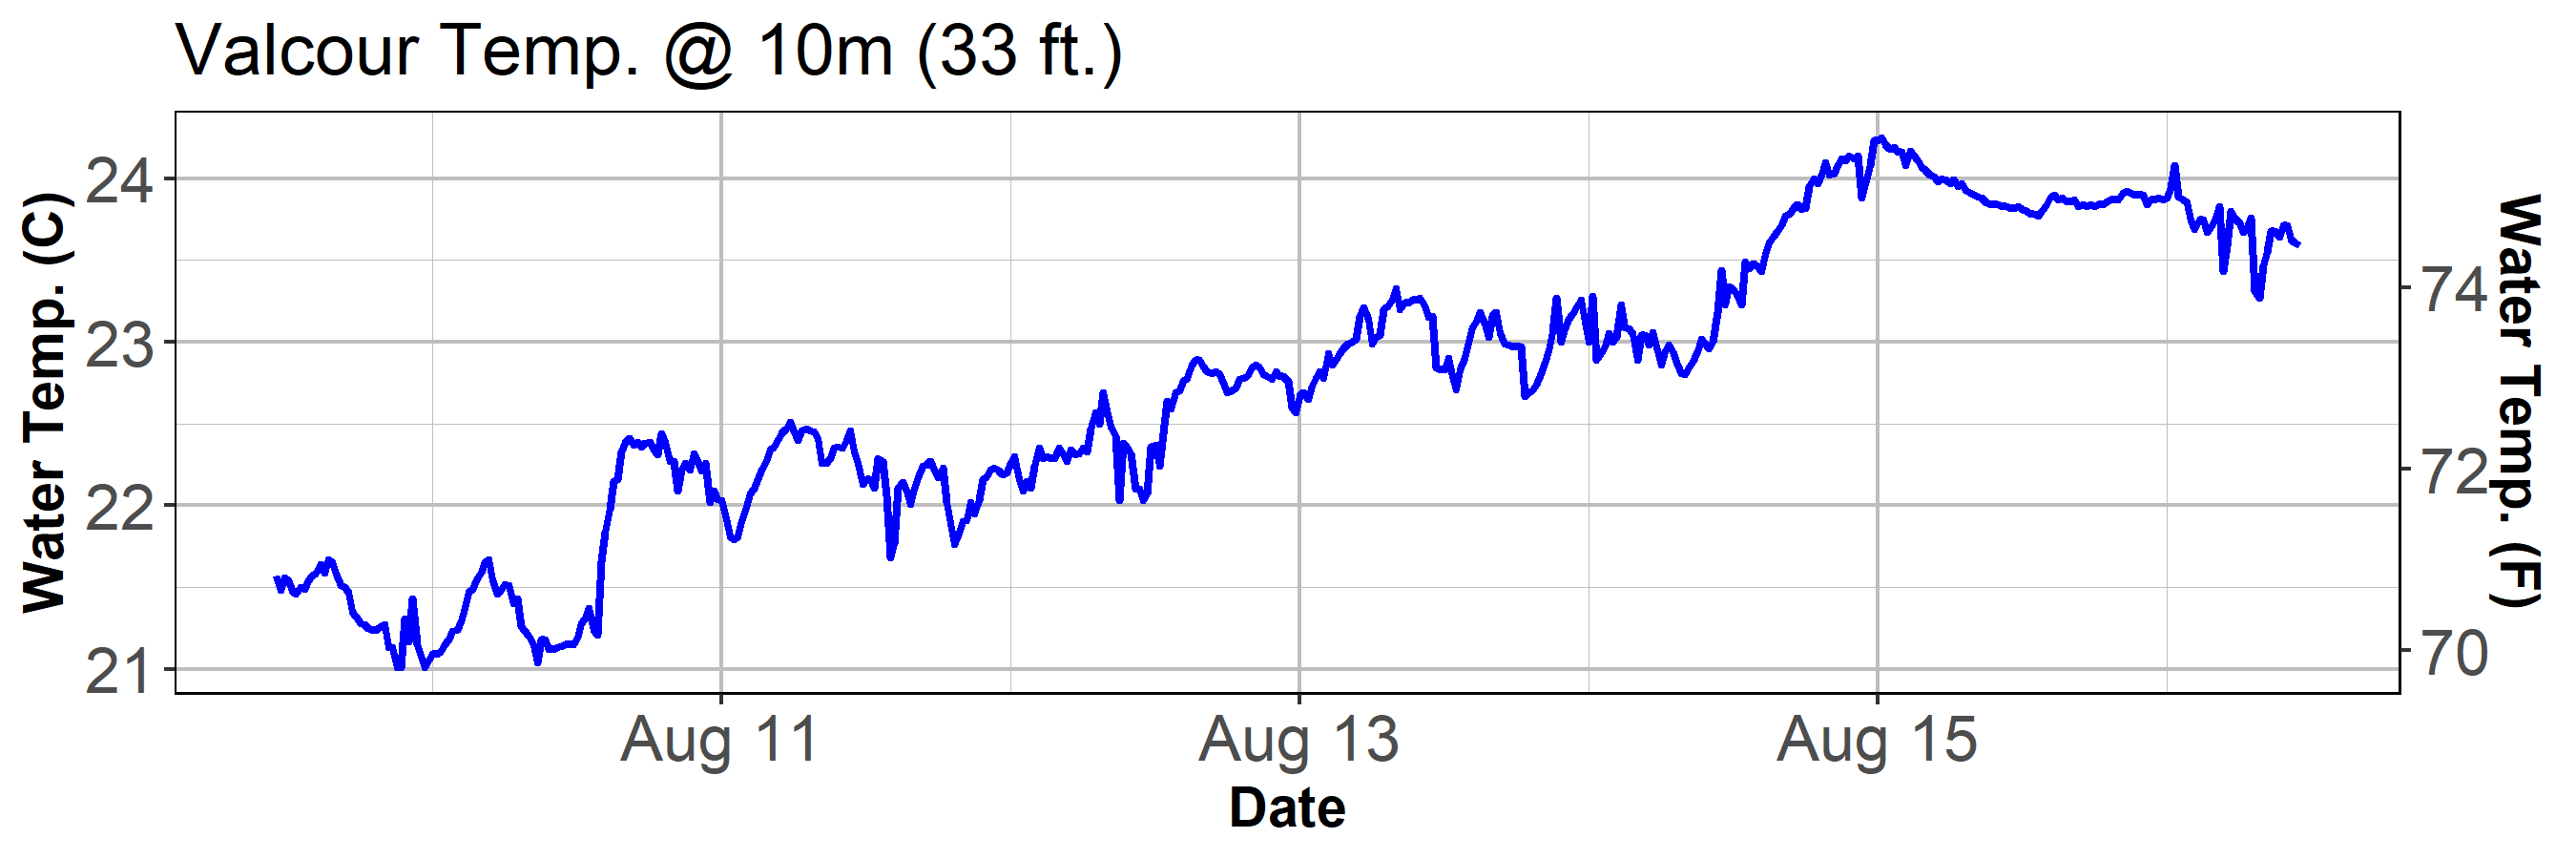 Valcour Temp. @ 10m (33 ft.)
Water Temp. (C)
24
23
22
21
74
72
70
Water Temp. (F)
Aug 11
Aug 13
Aug 15
Date